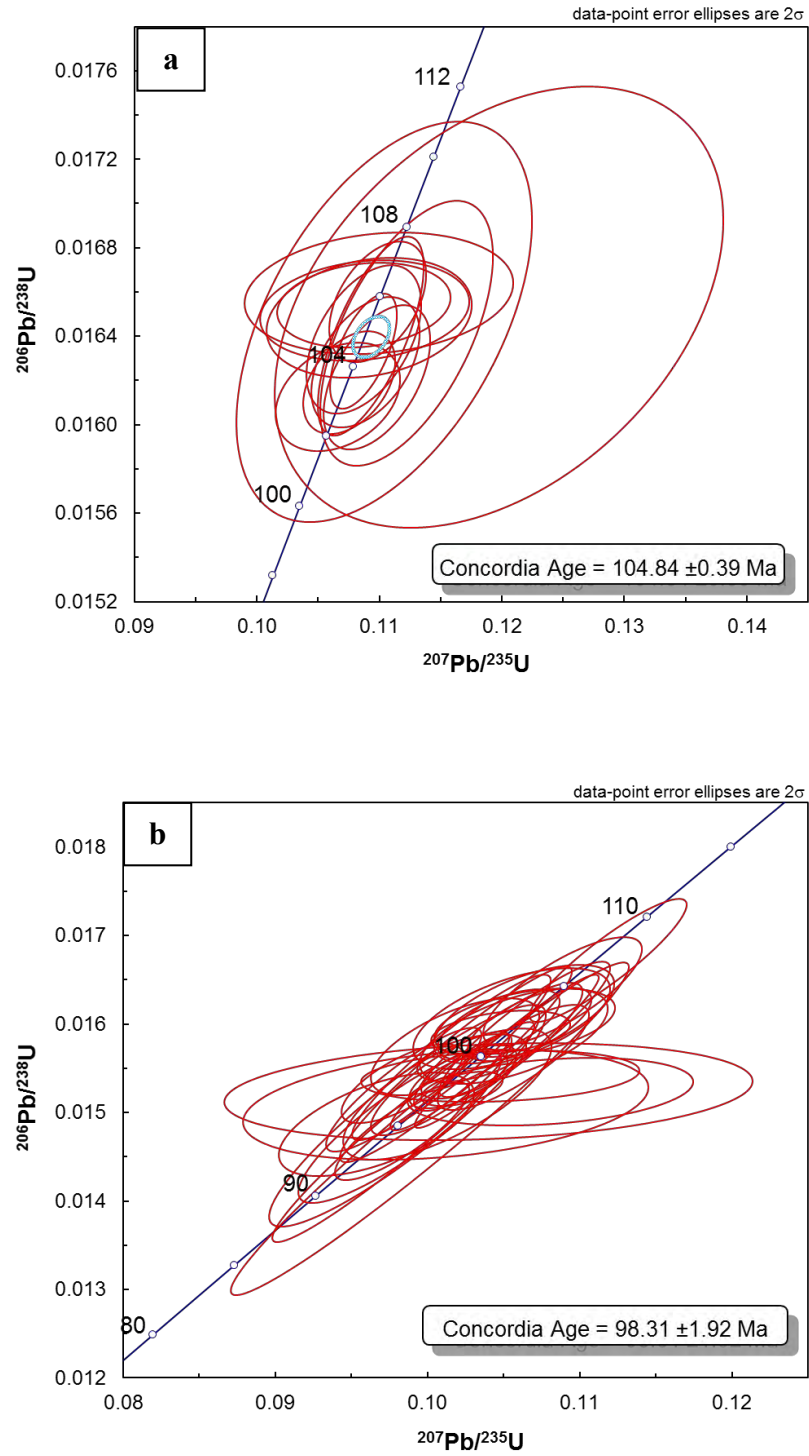 data-point error ellipses are 2σ
a
0.0176
0.0172
0.0168
0.0164
0.0160
0.0156
0.0152
206Pb/238U
112
108
104
100
Concordia Age = 104.84 ±0.39 Ma
0.09 0.10 0.11 0.12 0.13 0.14
207Pb/235U
data-point error ellipses are 2σ
b
0.018
0.017
0.016
0.015
0.014
0.013
0.012
206Pb/238U
110
100
90
80
Concordia Age = 98.31 ±1.92 Ma
0.08 0.09 0.10 0.11 0.12
207Pb/235U